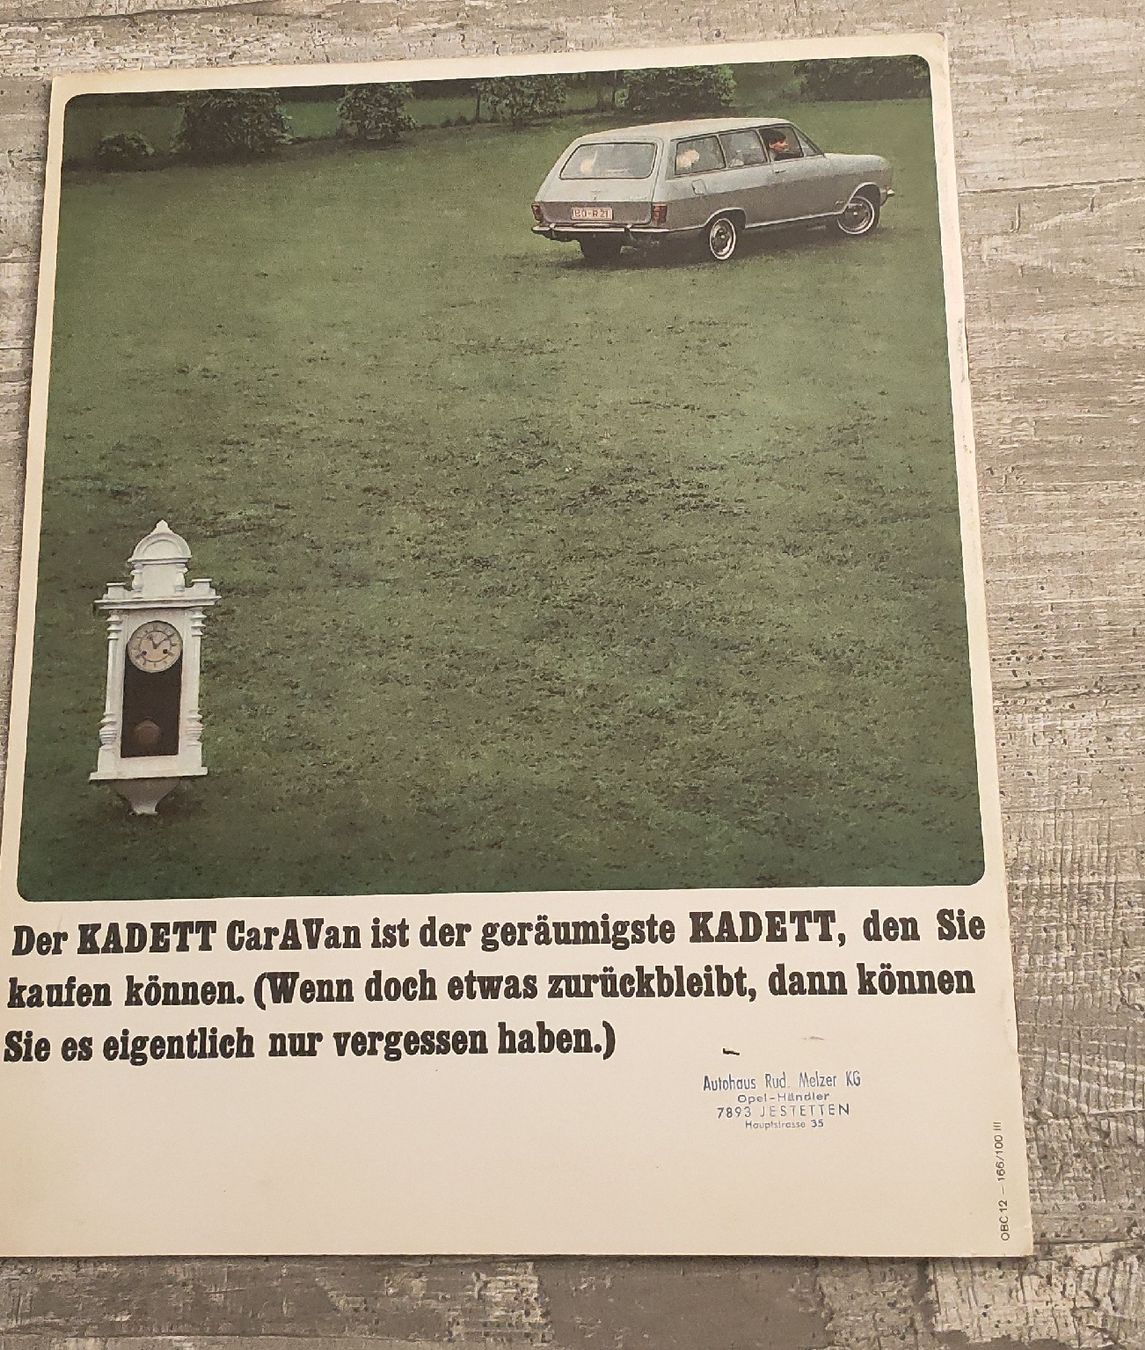 Der KADETT CarAVan ist der geräumigste KADETT, den Sie
kaufen können. (Wenn doch etwas zurückbleibt, dann können
Sie es eigentlich nur vergessen haben.)
Autohaus Rud. Melzer KG
Opel-Händler
7893 JESTETTEN
Hauptstrasse 35
OBC 12 — 166/100 III